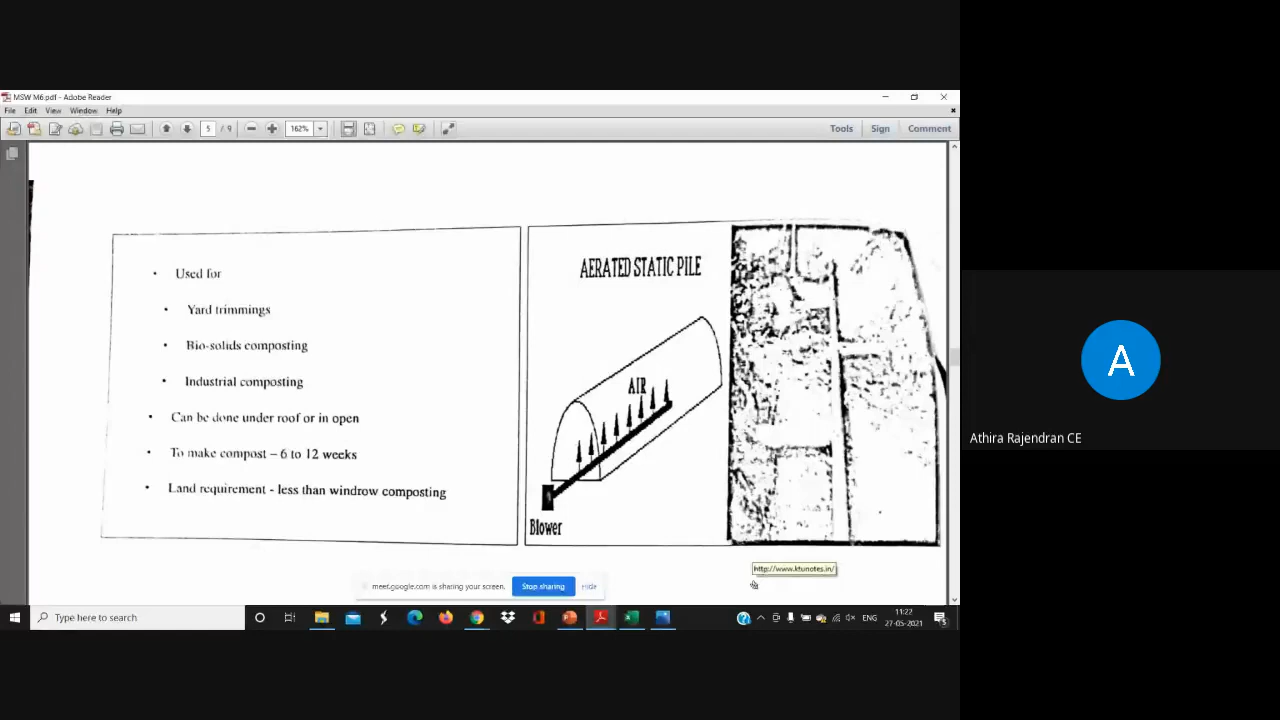 MSW M6.pdf - Adobe Reader
File Edit View Window Help
5 / 9 162% Tools Sign Comment
• Used for
• Yard trimmings
• Bio-solids composting
• Industrial composting
• Can be done under roof or in open
• To make compost – 6 to 12 weeks
• Land requirement - less than windrow composting
AERATED STATIC PILE
AIR
Blower
http://www.ktunotes.in/
meet.google.com is sharing your screen. Stop sharing Hide
Type here to search
ENG
11:22
27-05-2021
5
A
Athira Rajendran CE